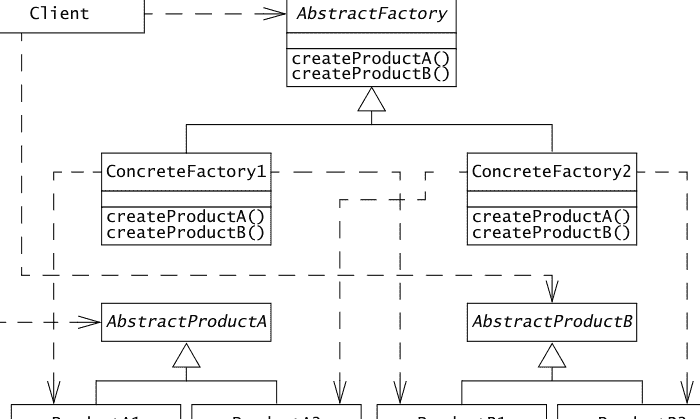 Client
AbstractFactory
createProductA()
createProductB()
ConcreteFactory1
ConcreteFactory2
createProductA()
createProductB()
createProductA()
createProductB()
AbstractProductA
AbstractProductB